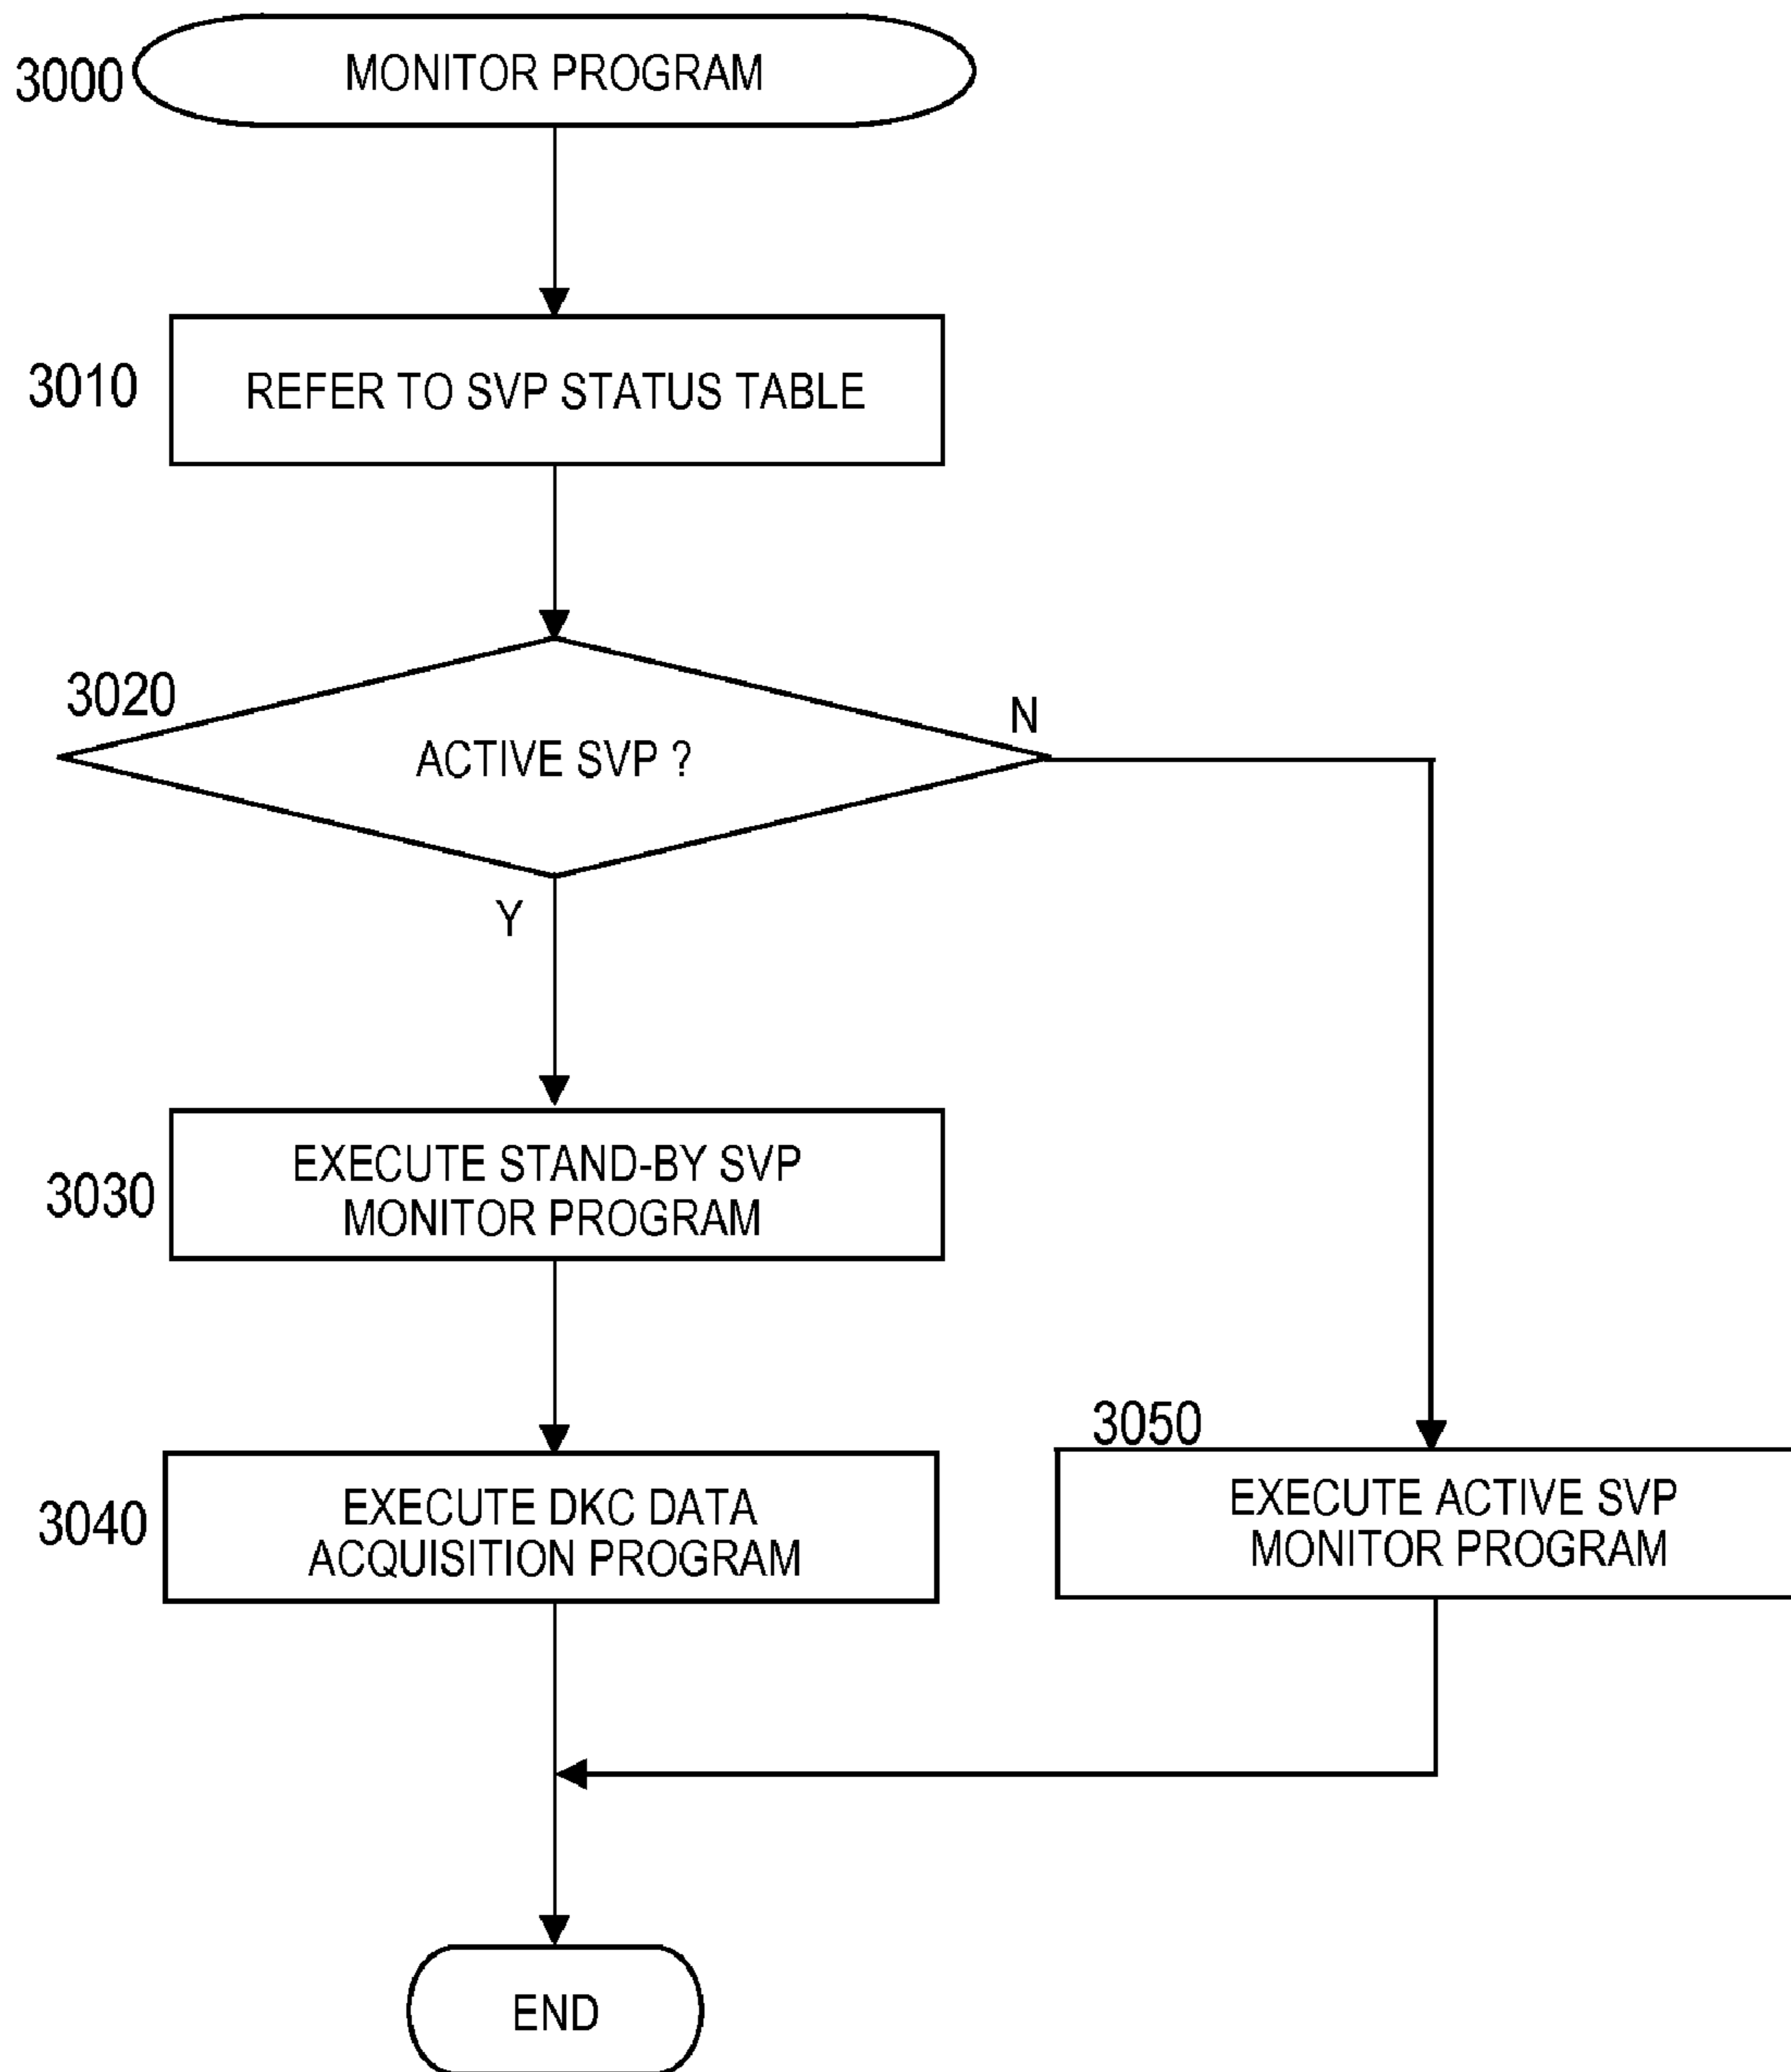 3000
MONITOR PROGRAM
3010
REFER TO SVP STATUS TABLE
3020
ACTIVE SVP ?
N
Y
3030
EXECUTE STAND-BY SVP
MONITOR PROGRAM
3040
EXECUTE DKC DATA
ACQUISITION PROGRAM
3050
EXECUTE ACTIVE SVP
MONITOR PROGRAM
END